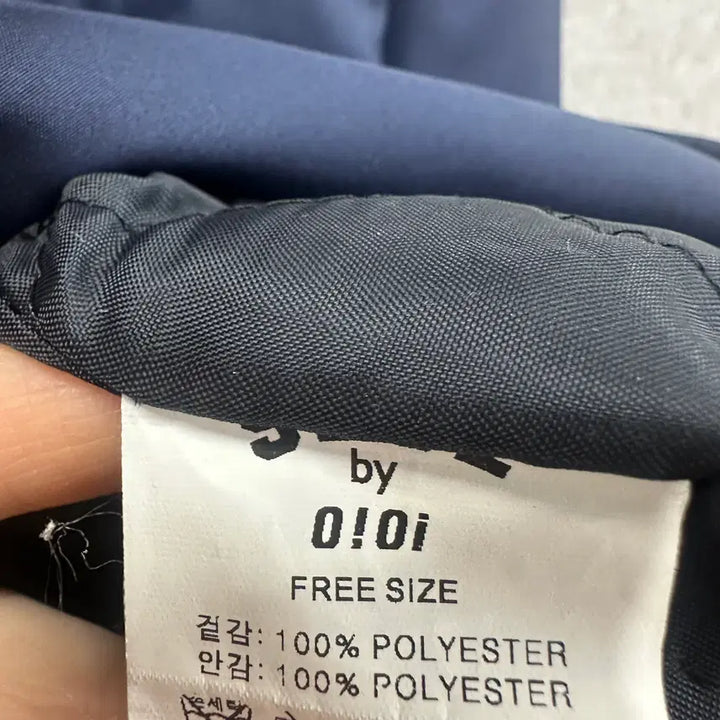 by
O!Oi
FREE SIZE
겉감: 100% POLYESTER
안감: 100% POLYESTER